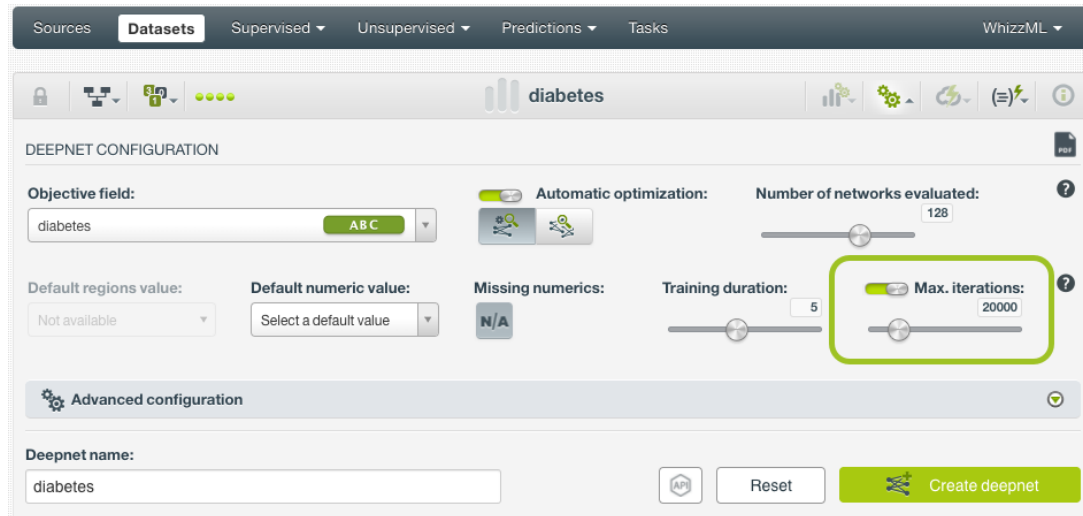 Sources Datasets Supervised Unsupervised Predictions Tasks WhizzML
diabetes
DEEPNET CONFIGURATION
PDF
Objective field: Automatic optimization: Number of networks evaluated:
diabetes ABC 128
Default regions value: Default numeric value: Missing numerics: Training duration: Max. iterations:
Not available Select a default value N/A 5 20000
Advanced configuration
Deepnet name:
diabetes API Reset Create deepnet